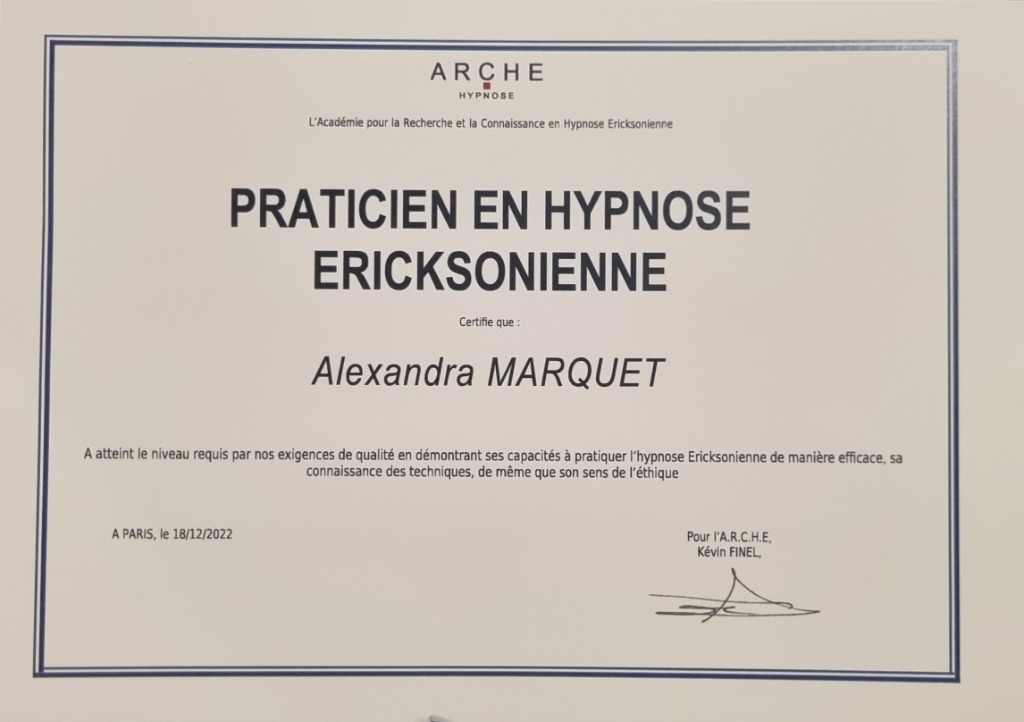 ARCHE
HYPNOSE
L'Académie pour la Recherche et la Connaissance en Hypnose Ericksonienne
PRATICIEN EN HYPNOSE
ERICKSONIENNE
Certifie que :
Alexandra MARQUET
A atteint le niveau requis par nos exigences de qualité en démontrant ses capacités à pratiquer l'hypnose Ericksonienne de manière efficace, sa
connaissance des techniques, de même que son sens de l'éthique
A PARIS, le 18/12/2022
Pour l'A.R.C.H.E,
Kévin FINEL,